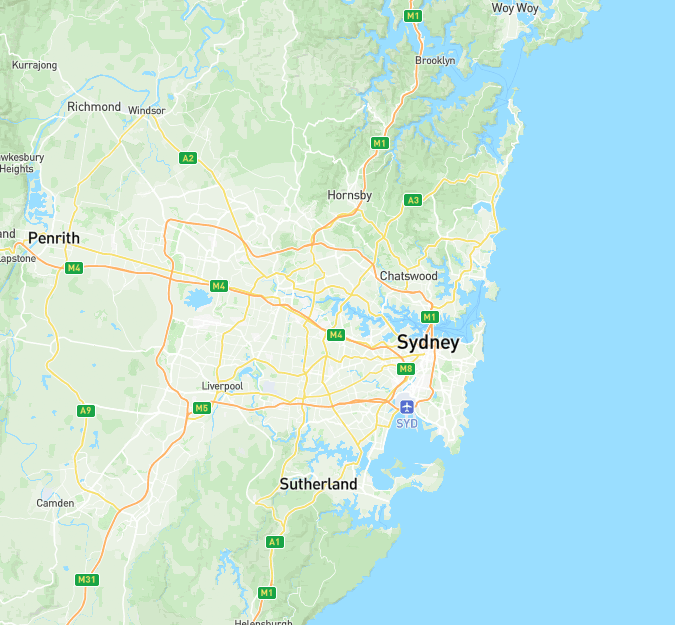 M1
Woy Woy
Brooklyn
Kurrajong
Richmond
Windsor
M1
A2
wkesbury
Heights
Hornsby
A3
Penrith
and
Lapstone
M4
Chatswood
M4
M1
M4
Sydney
M8
Liverpool
M5
A9
SYD
Sutherland
Camden
A1
M31
M1
Helensburgh